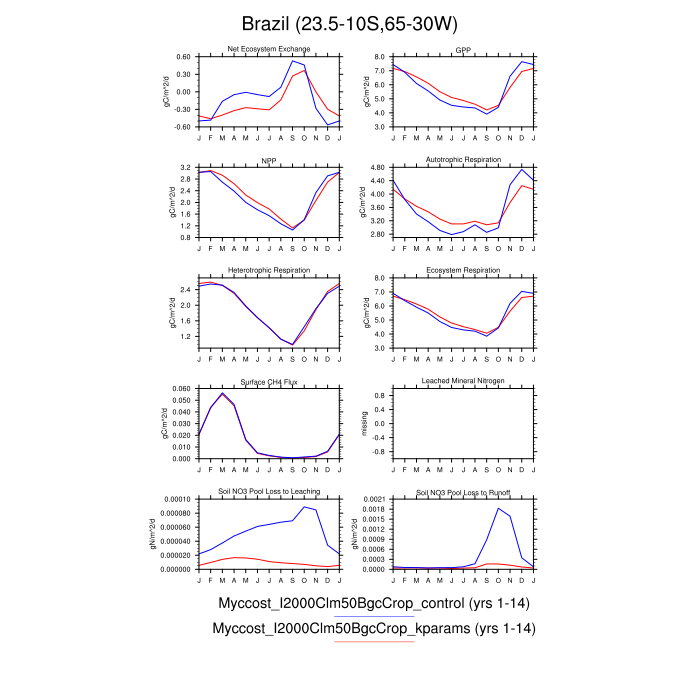 Brazil (23.5-10S,65-30W)
Net Ecosystem Exchange
gC/m^2/d
0.60
0.30
0.00
-0.30
-0.60
J F M A M J J A S O N D J
GPP
gC/m^2/d
8.0
7.0
6.0
5.0
4.0
3.0
J F M A M J J A S O N D J
NPP
gC/m^2/d
3.2
2.8
2.4
2.0
1.6
1.2
0.8
J F M A M J J A S O N D J
Autotrophic Respiration
gC/m^2/d
4.80
4.40
4.00
3.60
3.20
2.80
J F M A M J J A S O N D J
Heterotrophic Respiration
gC/m^2/d
2.4
2.0
1.6
1.2
J F M A M J J A S O N D J
Ecosystem Respiration
gC/m^2/d
8.0
7.0
6.0
5.0
4.0
3.0
J F M A M J J A S O N D J
Surface CH4 Flux
gC/m^2/d
0.060
0.050
0.040
0.030
0.020
0.010
0.000
J F M A M J J A S O N D J
Leached Mineral Nitrogen
missing
0.8
0.4
-0.0
-0.4
-0.8
J F M A M J J A S O N D J
Soil NO3 Pool Loss to Leaching
gN/m^2/d
0.00010
0.000080
0.000060
0.000040
0.000020
0.000000
J F M A M J J A S O N D J
Soil NO3 Pool Loss to Runoff
gN/m^2/d
0.0021
0.0018
0.0015
0.0012
0.0009
0.0006
0.0003
0.0000
J F M A M J J A S O N D J
Myccost_I2000Clm50BgcCrop_control (yrs 1-14)
Myccost_I2000Clm50BgcCrop_kparams (yrs 1-14)